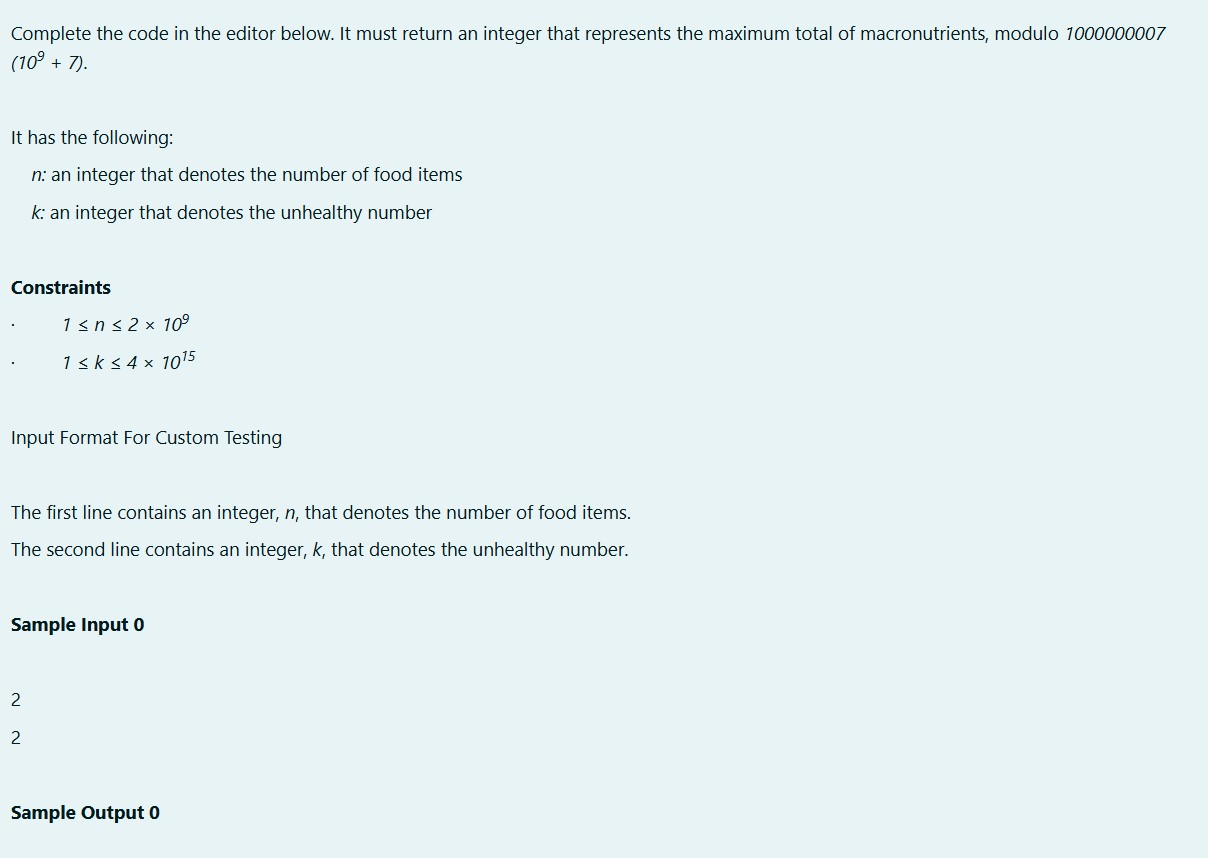 Complete the code in the editor below. It must return an integer that represents the maximum total of macronutrients, modulo 1000000007
(10⁹ + 7).
It has the following:
n: an integer that denotes the number of food items
k: an integer that denotes the unhealthy number
Constraints
· 1 ≤ n ≤ 2 × 10⁹
· 1 ≤ k ≤ 4 × 10¹⁵
Input Format For Custom Testing
The first line contains an integer, n, that denotes the number of food items.
The second line contains an integer, k, that denotes the unhealthy number.
Sample Input 0
2
2
Sample Output 0